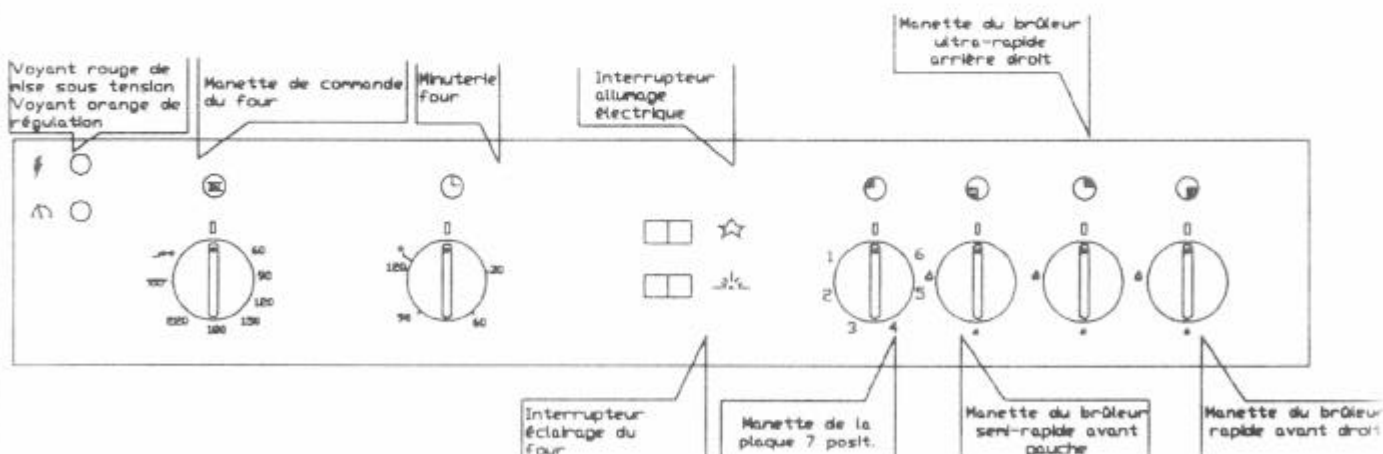 Manette du brûleur
ultra-rapide
arrière droit
Voyant rouge de
mise sous tension
Voyant orange de
régulation
Manette de commande
du four
Minuterie
four
Interrupteur
allumage
électrique
60
90
120
150
180
220
120
30
90
60
1
2
3
4
5
6
Interrupteur
éclairage du
four
Manette de la
plaque 7 posit.
Manette du brûleur
semi-rapide avant
gauche
Manette du brûleur
rapide avant droit